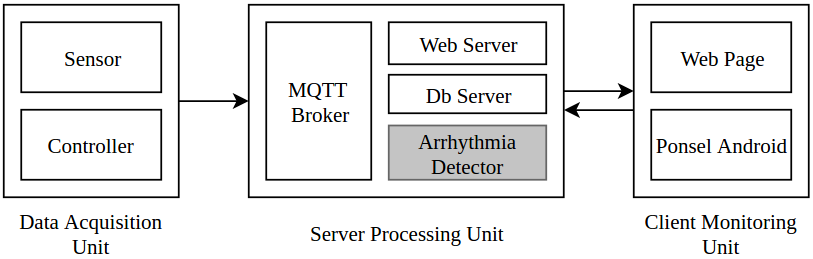 Sensor
Controller
Data Acquisition
Unit
MQTT
Broker
Web Server
Db Server
Arrhythmia
Detector
Server Processing Unit
Web Page
Ponsel Android
Client Monitoring
Unit